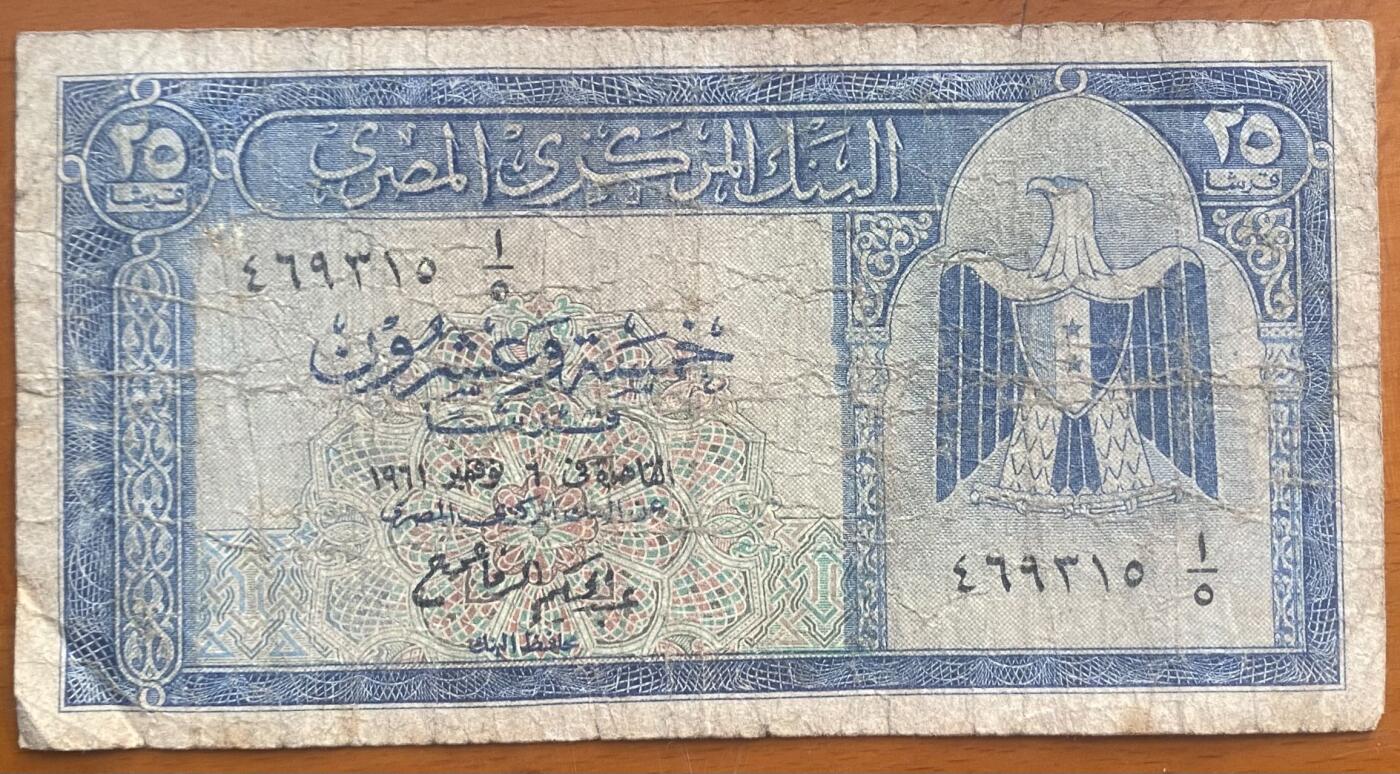 ٢٥
قرشا
البنك المركزى المصرى
٢٥
قرشا
٤٦٩٣١٥ ١/٥
خمسة وعشرون
قرشا
القاهرة فى ٦ نوفمبر ١٩٦١
عن البنك المركزى المصرى
عبد الحكيم الرفاعى
محافظ البنك
٤٦٩٣١٥ ١/٥